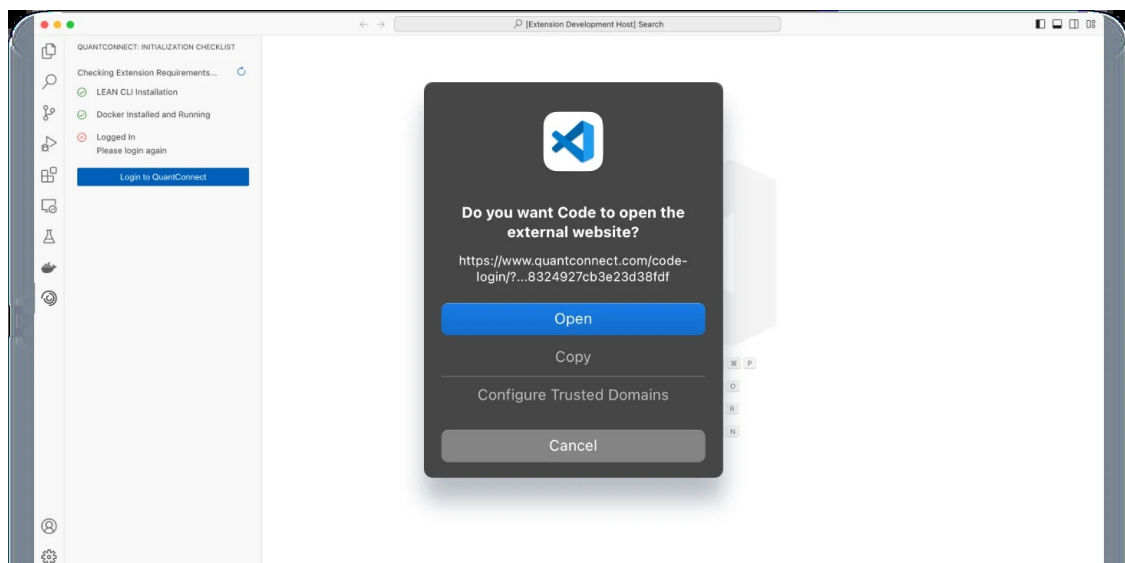 [Extension Development Host] Search
QUANTCONNECT: INITIALIZATION CHECKLIST
Checking Extension Requirements...
LEAN CLI Installation
Docker Installed and Running
Logged In
Please login again
Login to QuantConnect
Do you want Code to open the
external website?
https://www.quantconnect.com/code-
login/?...8324927cb3e23d38fdf
Open
Copy
Configure Trusted Domains
Cancel
⌘ P
O
R
N